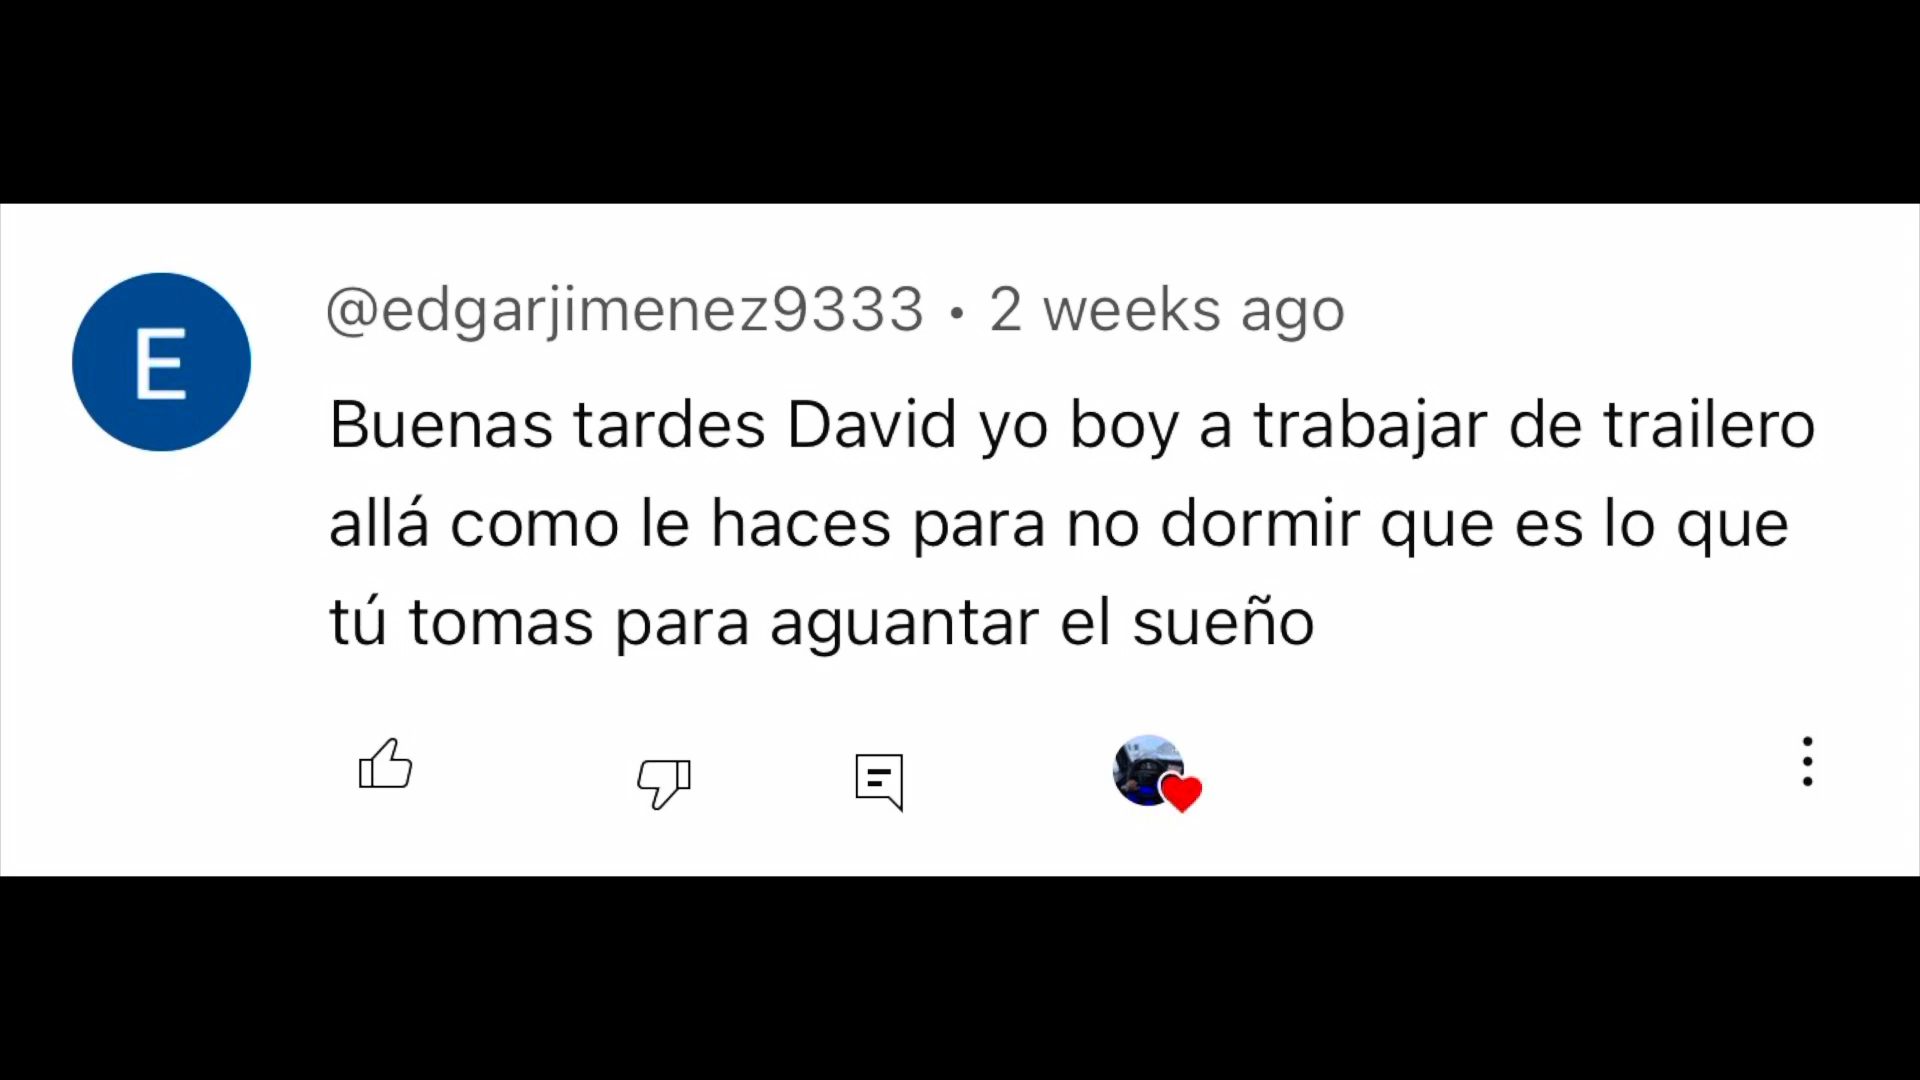 E
@edgarjimenez9333 • 2 weeks ago
Buenas tardes David yo boy a trabajar de trailero
allá como le haces para no dormir que es lo que
tú tomas para aguantar el sueño